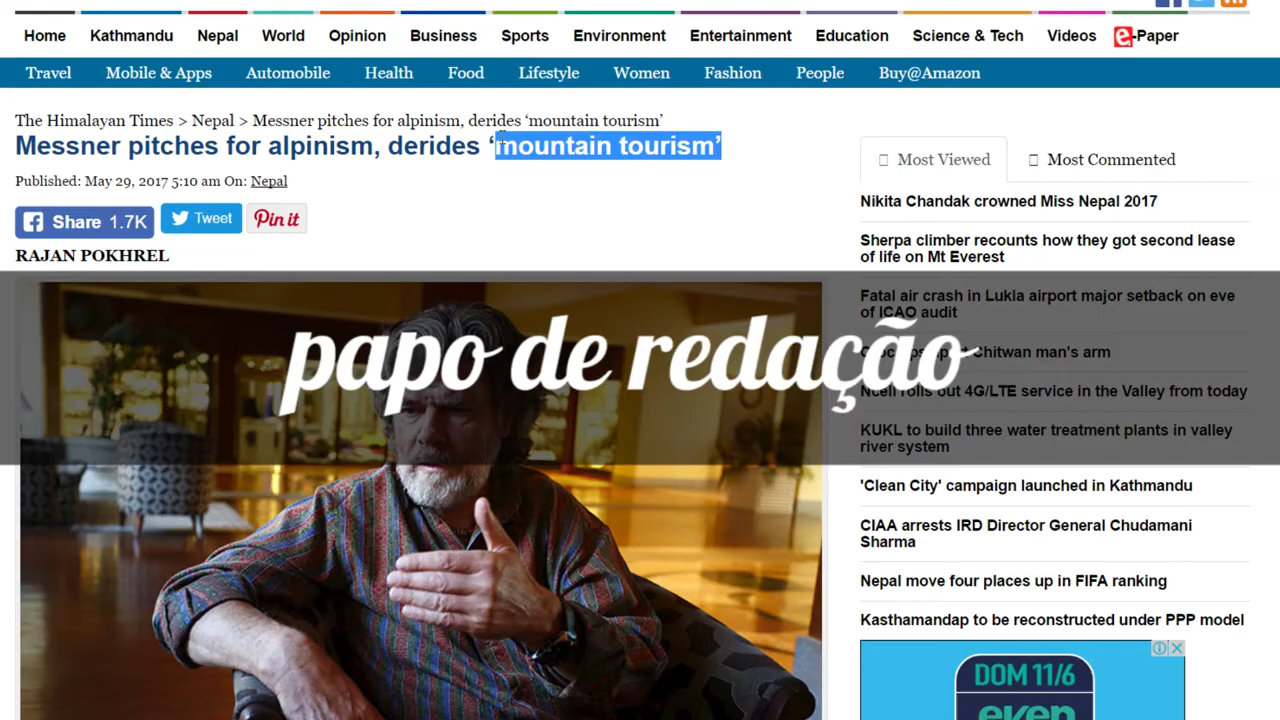 Home Kathmandu Nepal World Opinion Business Sports Environment Entertainment Education Science & Tech Videos e-Paper
Travel Mobile & Apps Automobile Health Food Lifestyle Women Fashion People Buy@Amazon
The Himalayan Times > Nepal > Messner pitches for alpinism, derides ‘mountain tourism’
Messner pitches for alpinism, derides ‘mountain tourism’
Published: May 29, 2017 5:10 am On: Nepal
Share 1.7K Tweet Pin it
RAJAN POKHREL
papo de redação
Most Viewed Most Commented
Nikita Chandak crowned Miss Nepal 2017
Sherpa climber recounts how they got second lease
of life on Mt Everest
Fatal air crash in Lukla airport major setback on eve
of ICAO audit
Chitwan man's arm
Ncell rolls out 4G/LTE service in the Valley from today
KUKL to build three water treatment plants in valley
river system
'Clean City' campaign launched in Kathmandu
CIAA arrests IRD Director General Chudamani
Sharma
Nepal move four places up in FIFA ranking
Kasthamandap to be reconstructed under PPP model
DOM 11/6